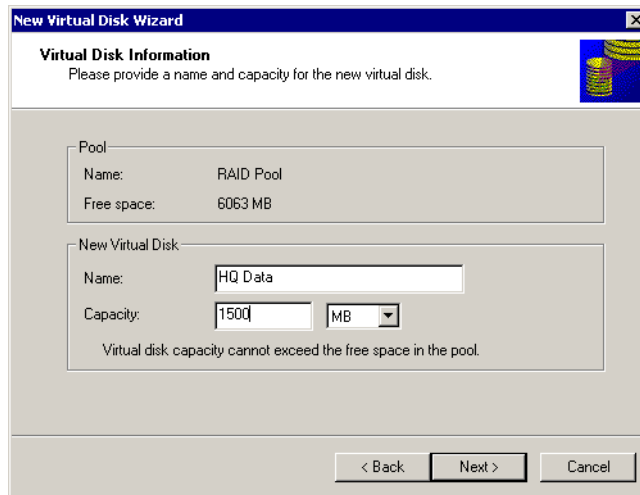 New Virtual Disk Wizard
Virtual Disk Information
Please provide a name and capacity for the new virtual disk.
Pool
Name: RAID Pool
Free space: 6063 MB
New Virtual Disk
Name: HQ Data
Capacity: 1500 MB
Virtual disk capacity cannot exceed the free space in the pool.
< Back Next > Cancel